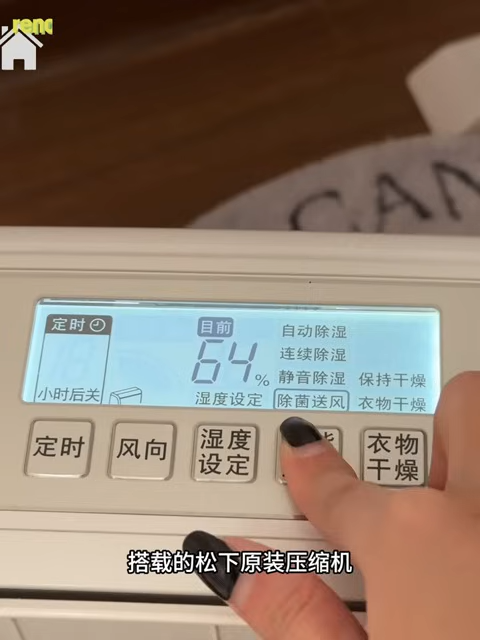 reno
CAN
定时
目前
64%
自动除湿
连续除湿
静音除湿 保持干燥
小时后关
湿度设定
除菌送风 衣物干燥
定时
风向
湿度
设定
能
衣物
干燥
搭载的松下原装压缩机